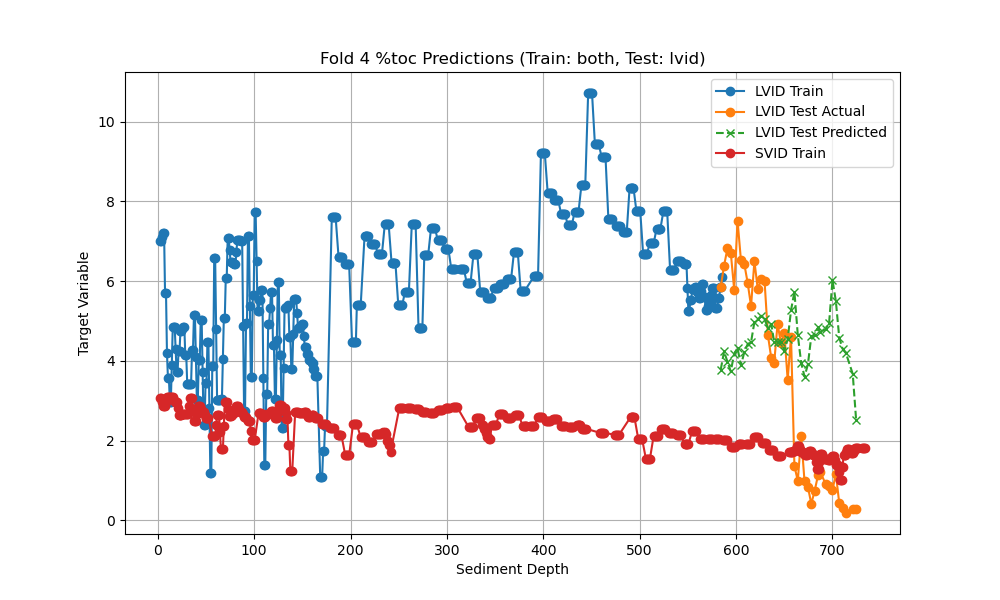 Fold 4 %toc Predictions (Train: both, Test: lvid)
LVID Train
LVID Test Actual
LVID Test Predicted
SVID Train
Target Variable
10
8
6
4
2
0
0 100 200 300 400 500 600 700
Sediment Depth